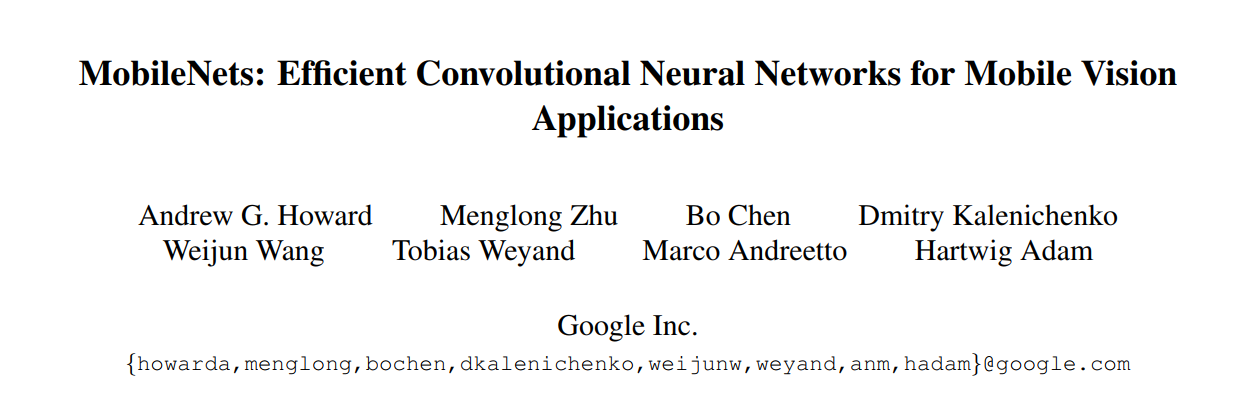 MobileNets: Efficient Convolutional Neural Networks for Mobile Vision
Applications
Andrew G. Howard Menglong Zhu Bo Chen Dmitry Kalenichenko
Weijun Wang Tobias Weyand Marco Andreetto Hartwig Adam
Google Inc.
{howarda,menglong,bochen,dkalenichenko,weijunw,weyand,anm,hadam}@google.com